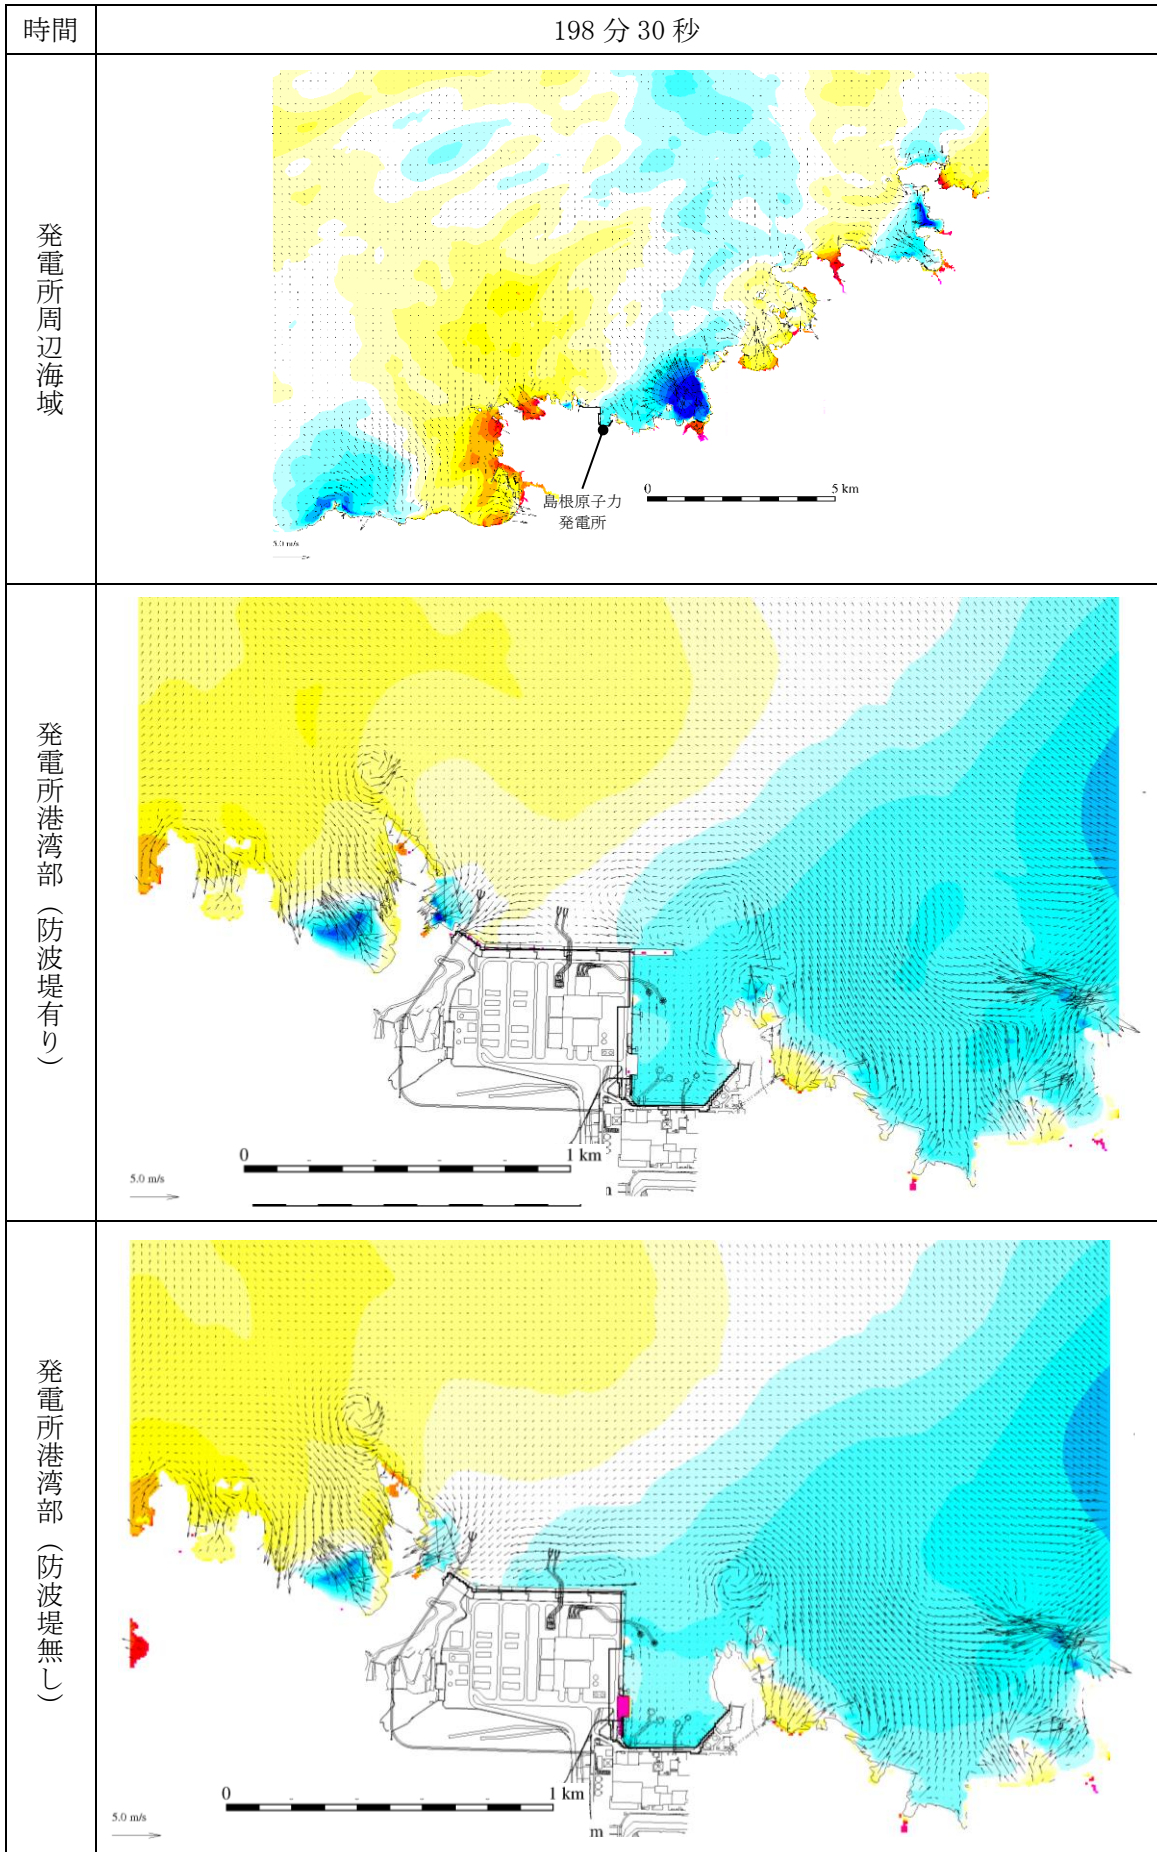 時間
198 分 30 秒
発電所周辺海域
島根原子力
発電所
0
5 km
5.0 m/s
発電所港湾部（防波堤有り）
0
1 km
5.0 m/s
n
発電所港湾部（防波堤無し）
0
1 km
5.0 m/s
m